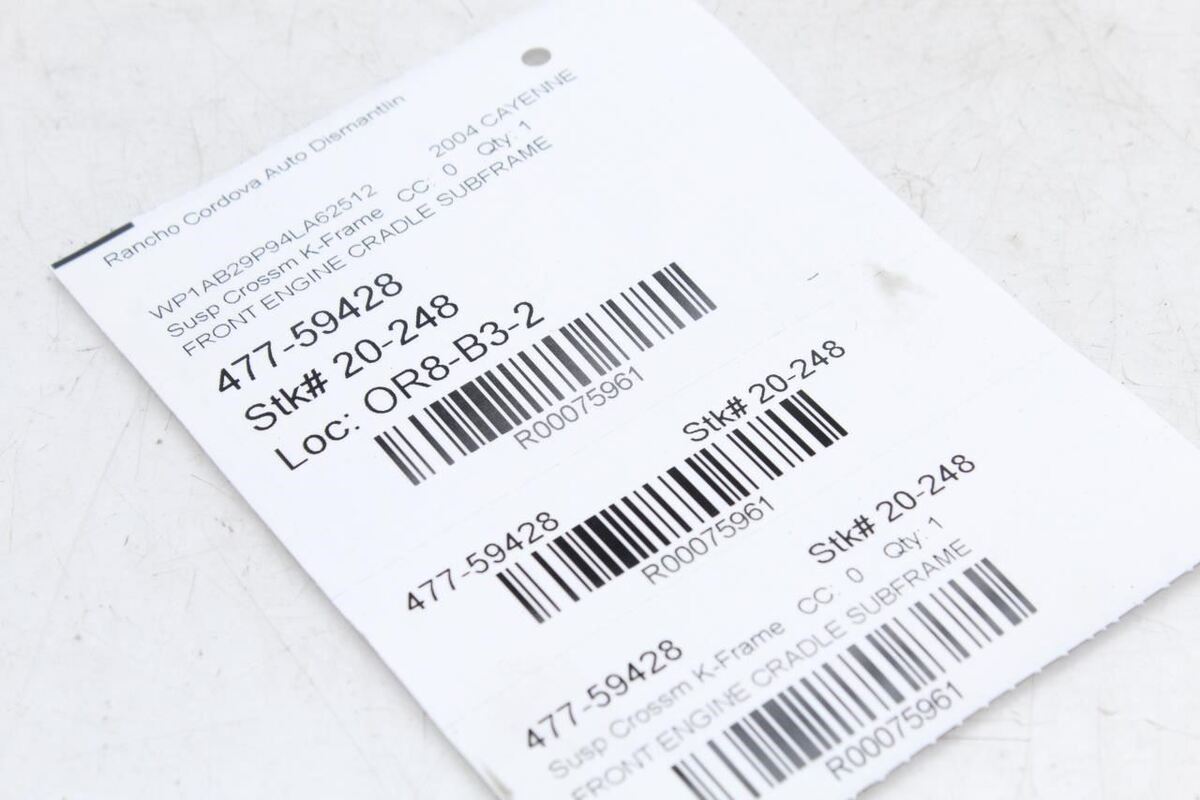 Rancho Cordova Auto Dismantlin
WP1AB29P94LA62512 2004 CAYENNE
Susp Crossm K-Frame CC: 0 Qty: 1
FRONT ENGINE CRADLE SUBFRAME
477-59428
Stk# 20-248
Loc: OR8-B3-2
R00075961
477-59428 Stk# 20-248
R00075961
477-59428 Stk# 20-248
Susp Crossm K-Frame CC: 0 Qty: 1
FRONT ENGINE CRADLE SUBFRAME
R00075961